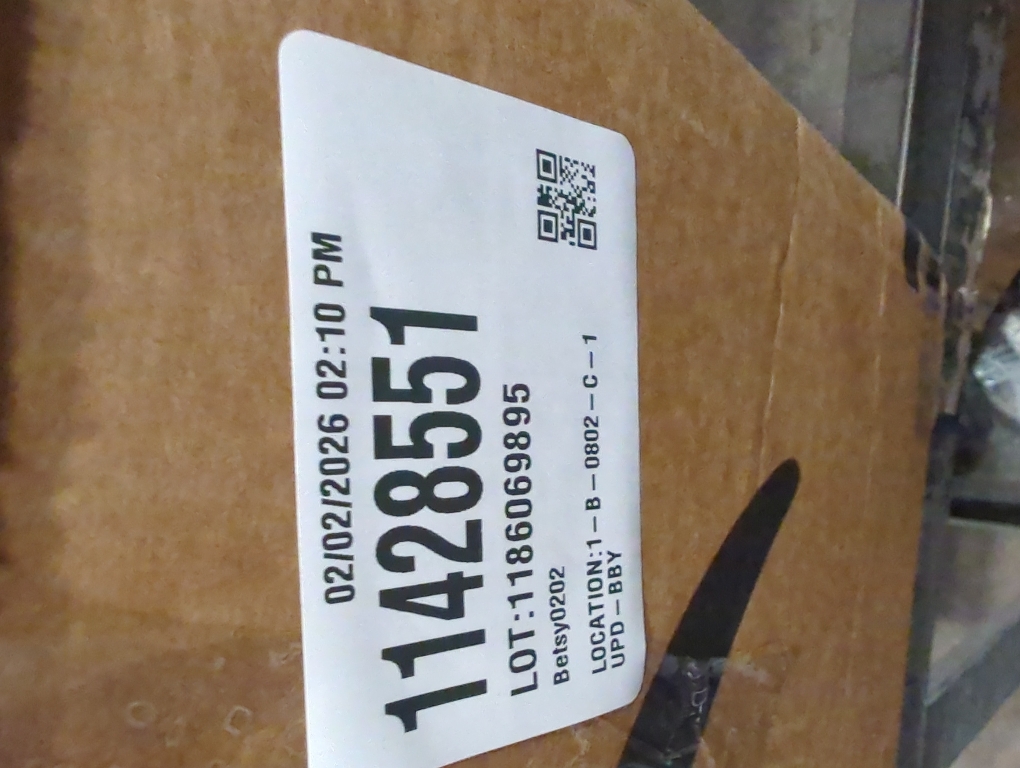 02/02/2026 02:10 PM
11428551
LOT:1186069895
Betsy0202
LOCATION:1-B-0802-C-1
UPD-BBY